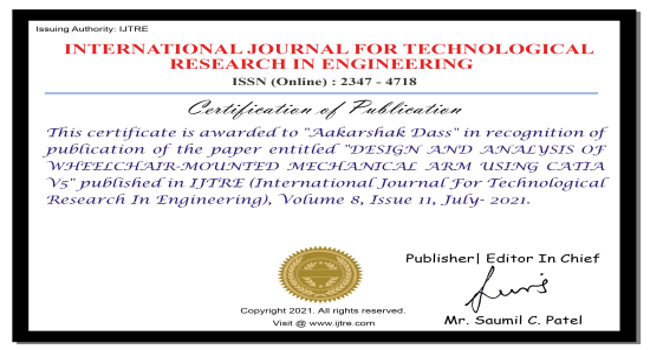 Issuing Authority: IJTRE
INTERNATIONAL JOURNAL FOR TECHNOLOGICAL
RESEARCH IN ENGINEERING
ISSN (Online) : 2347 - 4718
Certification of Publication
This certificate is awarded to "Aakarshak Dass" in recognition of
publication of the paper entitled "DESIGN AND ANALYSIS OF
WHEELCHAIR-MOUNTED MECHANICAL ARM USING CATIA
V5" published in IJTRE (International Journal For Technological
Research In Engineering), Volume 8, Issue 11, July- 2021.
Publisher| Editor In Chief
Copyright 2021. All rights reserved.
Visit @ www.ijtre.com
Mr. Saumil C. Patel